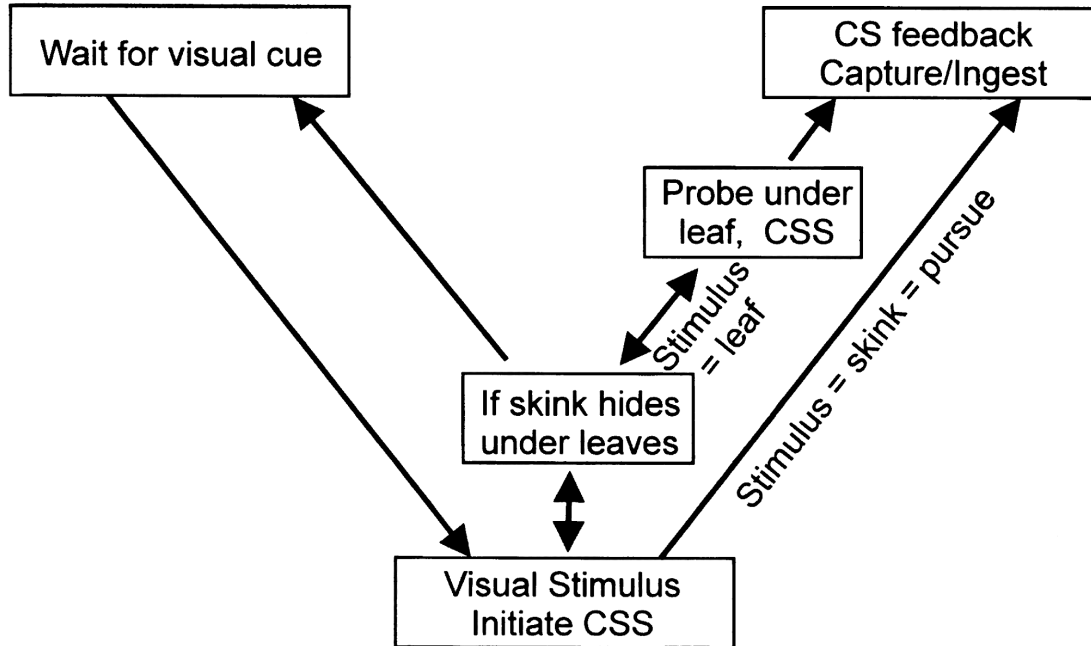 Wait for visual cue
CS feedback
Capture/Ingest
Probe under
leaf, CSS
Stimulus
= leaf
Stimulus = skink = pursue
If skink hides
under leaves
Visual Stimulus
Initiate CSS